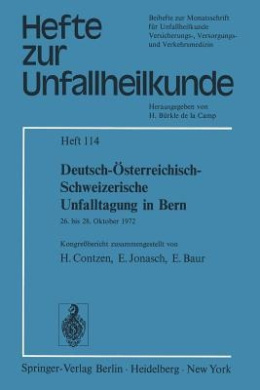 Hefte
zur
Unfallheilkunde
Beihefte zur Monatsschrift
für Unfallheilkunde
Versicherungs-, Versorgungs-
und Verkehrsmedizin
Herausgegeben von
H. Bürkle de la Camp
Heft 114
Deutsch-Österreichisch-
Schweizerische
Unfalltagung in Bern
26. bis 28. Oktober 1972
Kongreßbericht zusammengestellt von
H. Contzen, E. Jonasch, E. Baur
Springer-Verlag Berlin · Heidelberg · New York